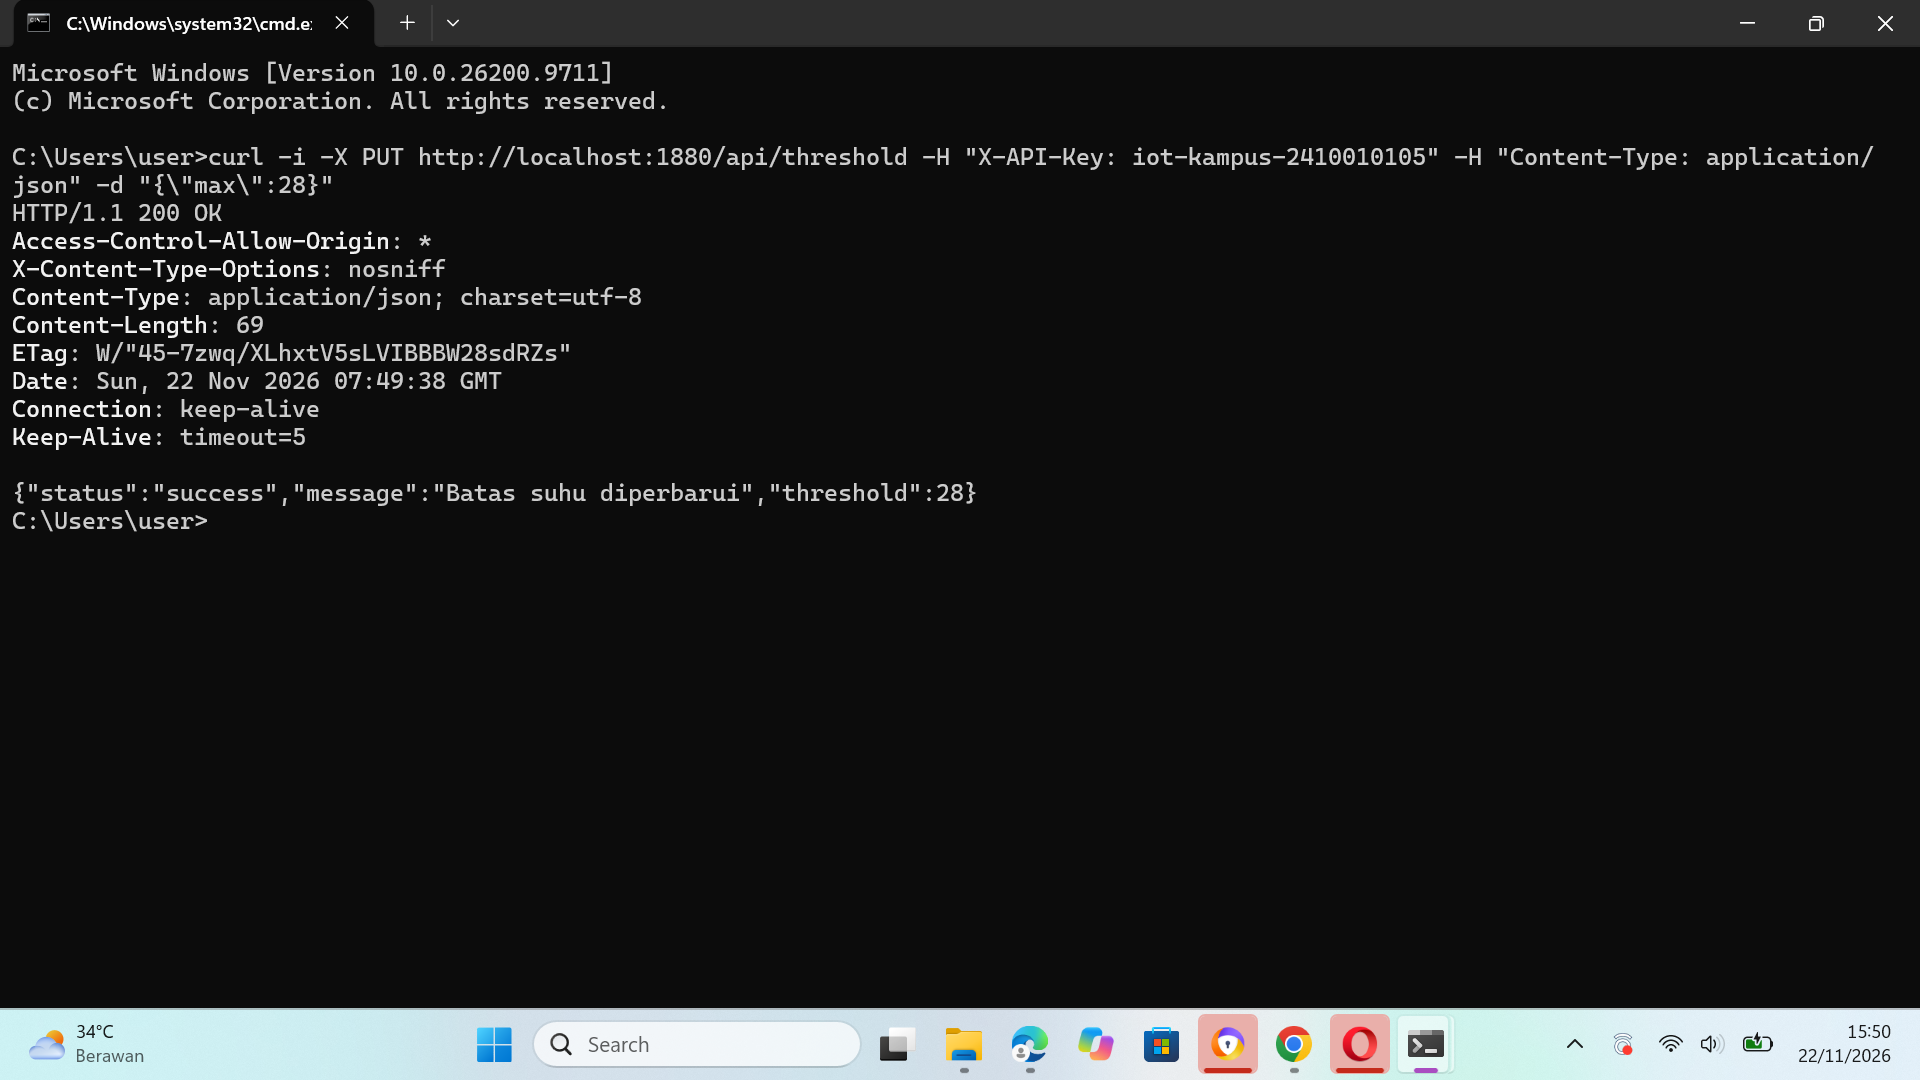 C:\Windows\system32\cmd.e
Microsoft Windows [Version 10.0.26200.9711]
(c) Microsoft Corporation. All rights reserved.
C:\Users\user>curl -i -X PUT http://localhost:1880/api/threshold -H "X-API-Key: iot-kampus-2410010105" -H "Content-Type: application/
json" -d "{\"max\":28}"
HTTP/1.1 200 OK
Access-Control-Allow-Origin: *
X-Content-Type-Options: nosniff
Content-Type: application/json; charset=utf-8
Content-Length: 69
ETag: W/"45-7zwq/XLhxtV5sLVIBBBW28sdRZs"
Date: Sun, 22 Nov 2026 07:49:38 GMT
Connection: keep-alive
Keep-Alive: timeout=5
{"status":"success","message":"Batas suhu diperbarui","threshold":28}
C:\Users\user>
34°C
Berawan
Search
15:50
22/11/2026